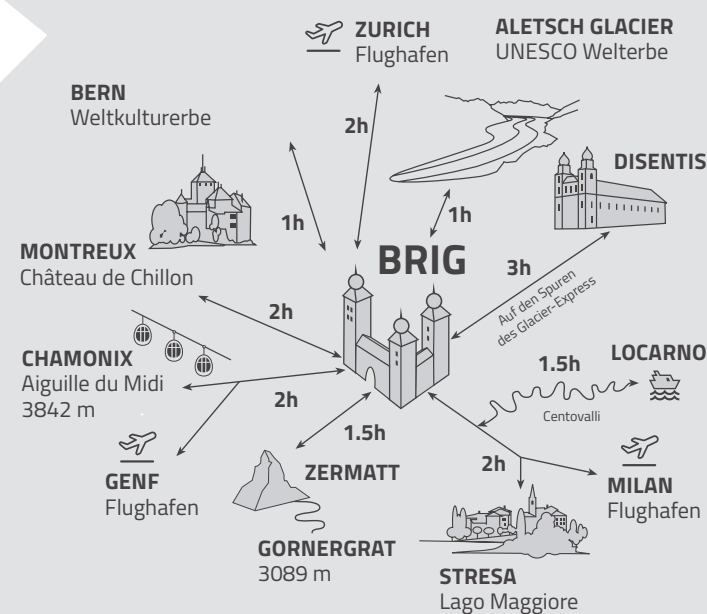 ZURICH
Flughafen
ALETSCH GLACIER
UNESCO Welterbe
BERN
Weltkulturerbe
2h
DISENTIS
1h
1h
BRIG
3h
Auf den Spuren
des Glacier-Express
MONTREUX
Château de Chillon
2h
CHAMONIX
Aiguille du Midi
3842 m
2h
1.5h
LOCARNO
Centovalli
1.5h
GENF
Flughafen
ZERMATT
2h
MILAN
Flughafen
GORNERGRAT
3089 m
STRESA
Lago Maggiore